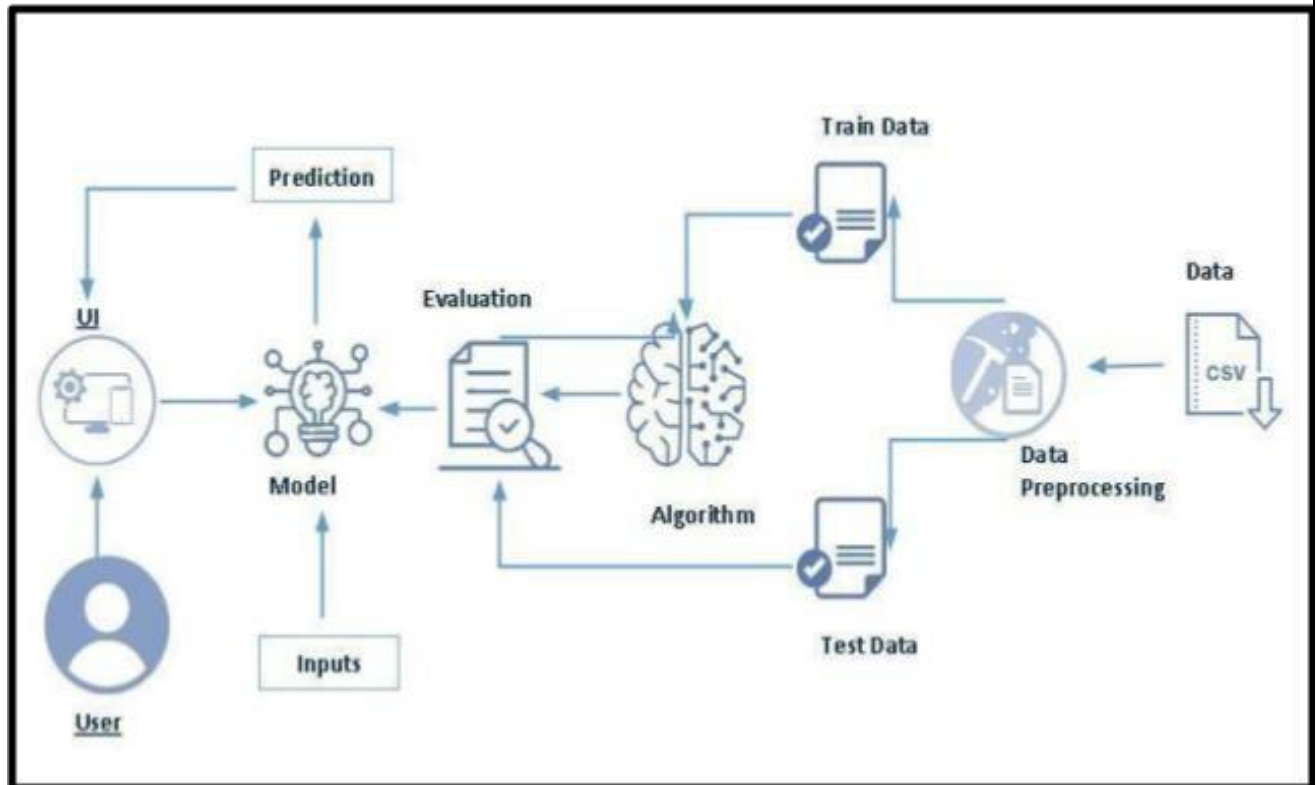 Train Data
Prediction
Data
Evaluation
UI
CSV
Data
Preprocessing
Model
Algorithm
Test Data
Inputs
User